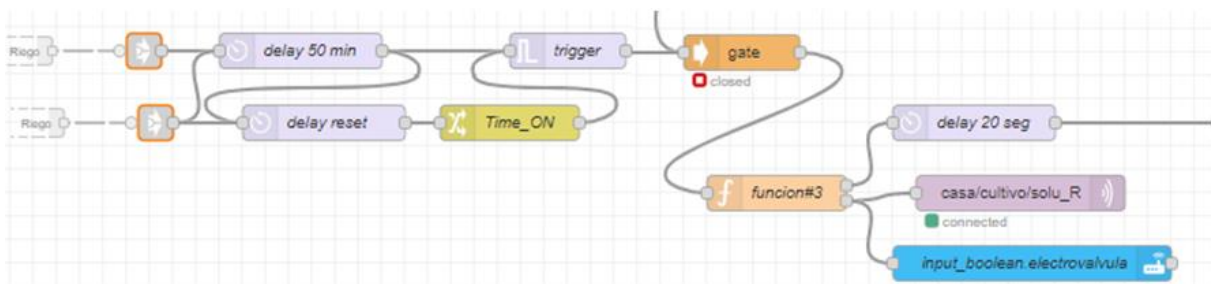 Riego
delay 50 min
trigger
gate
closed
Riego
delay reset
Time_ON
delay 20 seg
f
funcion#3
casa/cultivo/solu_R
connected
input_boolean.electrovalvula